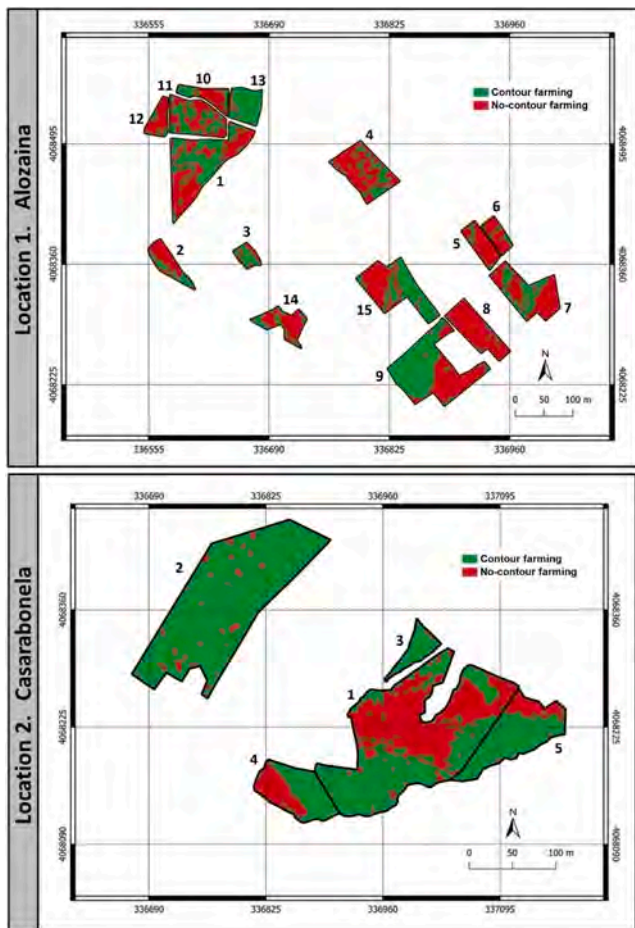 Location 1. Alozaina
336555 336690 336825 336960
10
11
13
12
Contour farming
No-contour farming
4
4068495
4068495
1
6
5
2
3
4068360
4068360
14
15
8
7
9
N
4068225
4068225
0 50 100 m
336555 336690 336825 336960
Location 2. Casarabonela
336690 336825 336960 337095
2
Contour farming
No-contour farming
4068360
4068360
3
1
4068225
4068225
5
4
N
4068090
4068090
0 50 100 m
336690 336825 336960 337095